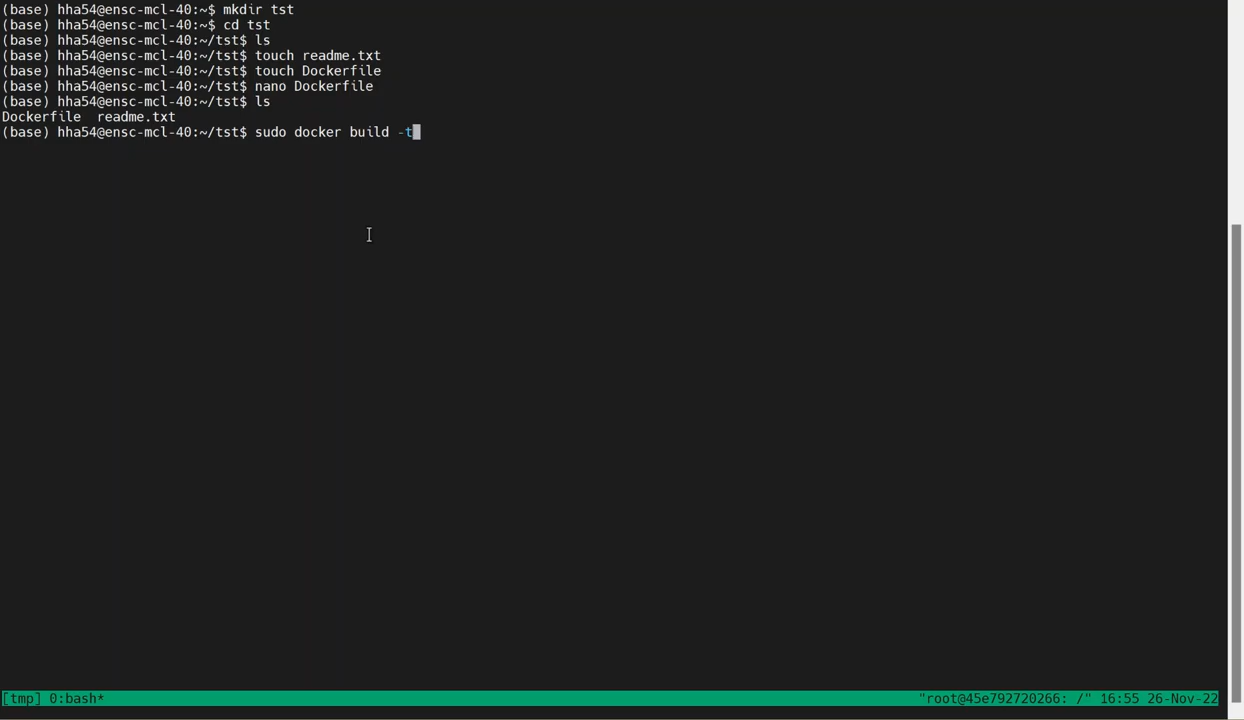 (base) hha54@ensc-mcl-40:~$ mkdir tst
(base) hha54@ensc-mcl-40:~$ cd tst
(base) hha54@ensc-mcl-40:~/tst$ ls
(base) hha54@ensc-mcl-40:~/tst$ touch readme.txt
(base) hha54@ensc-mcl-40:~/tst$ touch Dockerfile
(base) hha54@ensc-mcl-40:~/tst$ nano Dockerfile
(base) hha54@ensc-mcl-40:~/tst$ ls
Dockerfile  readme.txt
(base) hha54@ensc-mcl-40:~/tst$ sudo docker build -t
[tmp] 0:bash* "root@45e792720266: /" 16:55 26-Nov-22